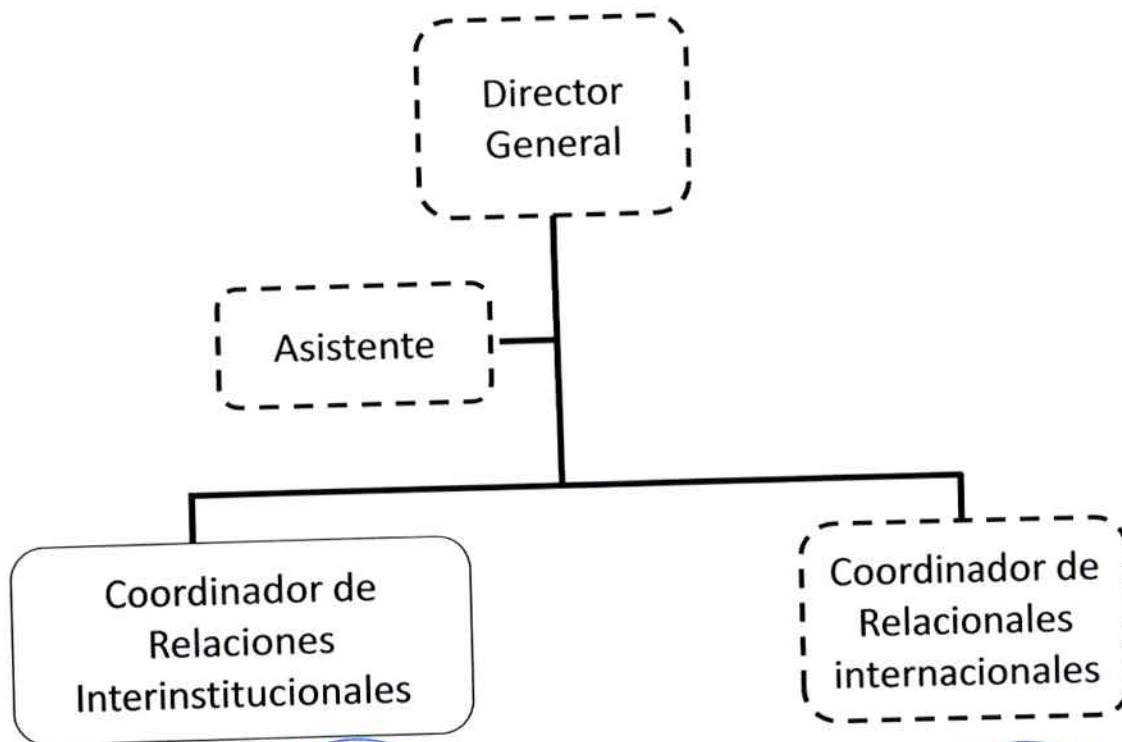 Director
General
Asistente
Coordinador de
Relaciones
Interinstitucionales
Coordinador de
Relacionales
internacionales